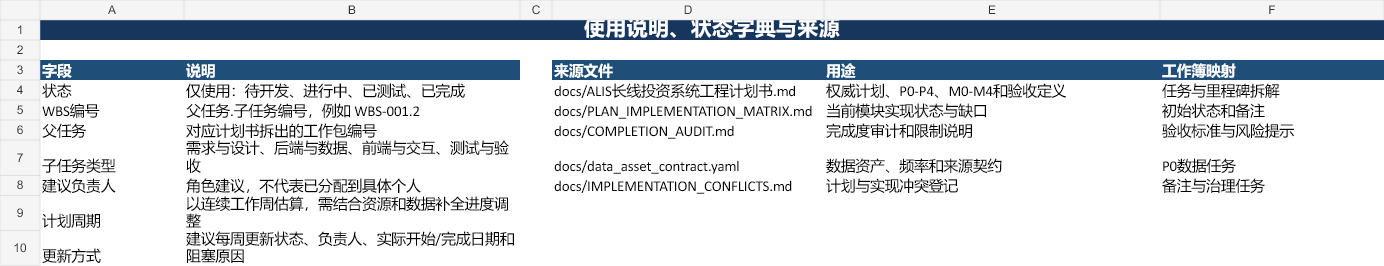 A B C D E F
1 使用说明、状态字典与来源
2
3 字段 说明 来源文件 用途 工作簿映射
4 状态 仅使用：待开发、进行中、已测试、已完成 docs/ALIS长线投资系统工程计划书.md 权威计划、P0-P4、M0-M4和验收定义 任务与里程碑拆解
5 WBS编号 父任务.子任务编号，例如 WBS-001.2 docs/PLAN_IMPLEMENTATION_MATRIX.md 当前模块实现状态与缺口 初始状态和备注
6 父任务 对应计划书拆出的工作包编号 docs/COMPLETION_AUDIT.md 完成度审计和限制说明 验收标准与风险提示
需求与设计、后端与数据、前端与交互、测试与验
7 子任务类型 收 docs/data_asset_contract.yaml 数据资产、频率和来源契约 P0数据任务
8 建议负责人 角色建议，不代表已分配到具体个人 docs/IMPLEMENTATION_CONFLICTS.md 计划与实现冲突登记 备注与治理任务
以连续工作周估算，需结合资源和数据补全进度调
9 计划周期 整
建议每周更新状态、负责人、实际开始/完成日期和
10 更新方式 阻塞原因